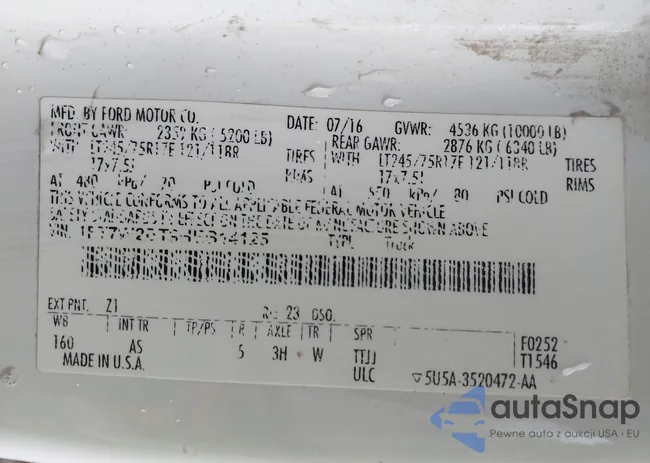 MFD. BY FORD MOTOR CO.
DATE: 07/16 GVWR: 4536 KG (10000 LB)
FRONT GAWR: 2359 KG (5200 LB) REAR GAWR: 2876 KG (6340 LB)
WITH LT245/75R17E 121/118R TIRES WITH LT245/75R17E 121/118R TIRES
17x7.5J RIMS 17x7.5J RIMS
AT kPa/ PSI COLD AT kPa/ 80 PSI COLD
THIS VEHICLE CONFORMS TO ALL APPLICABLE FEDERAL MOTOR VEHICLE
SAFETY STANDARDS IN EFFECT ON THE DATE OF MANUFACTURE SHOWN ABOVE
VIN: TYPE: Truck
EXT PNT: Z1 RC: 23 DSO:
WB INT TR TP/PS R AXLE TR SPR F0252
160 AS 5 3H W TTJJ T1546
MADE IN U.S.A. ULC ▽5U5A-3520472-AA
autaSnap
Pewne auta z aukcji USA i EU